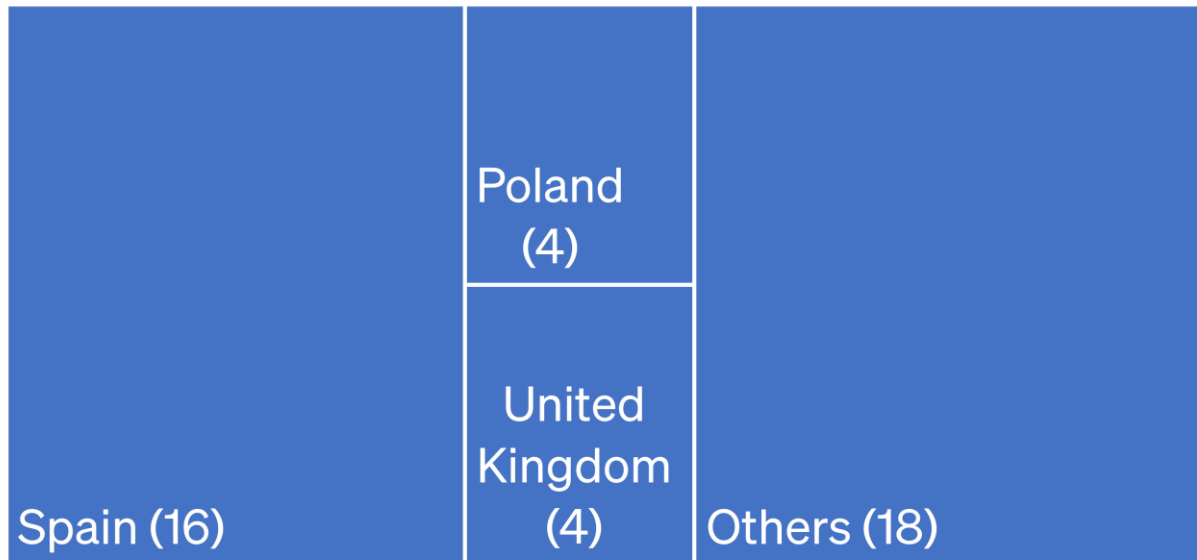 Spain (16)
Poland
(4)
United
Kingdom
(4)
Others (18)